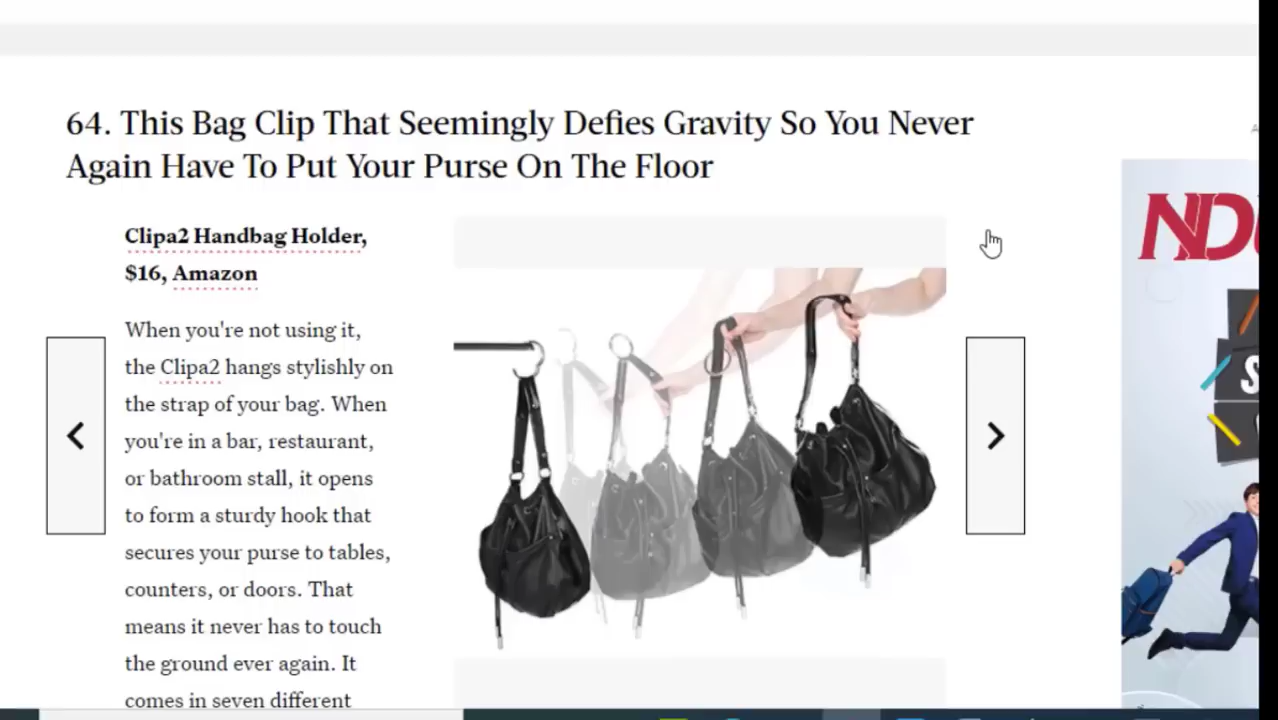 64. This Bag Clip That Seemingly Defies Gravity So You Never
Again Have To Put Your Purse On The Floor
Clipa2 Handbag Holder,
$16, Amazon
When you're not using it,
the Clipa2 hangs stylishly on
the strap of your bag. When
you're in a bar, restaurant,
or bathroom stall, it opens
to form a sturdy hook that
secures your purse to tables,
counters, or doors. That
means it never has to touch
the ground ever again. It
comes in seven different